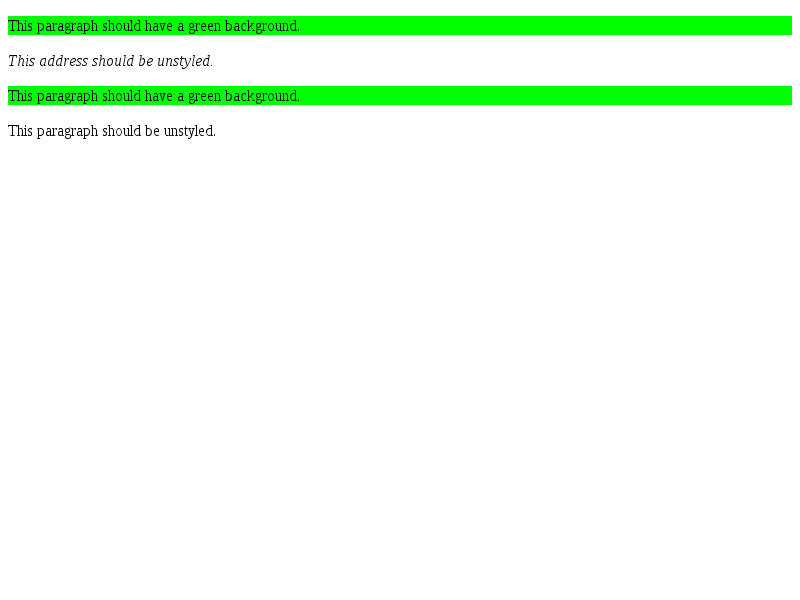 This paragraph should have a green background.
This address should be unstyled.
This paragraph should have a green background.
This paragraph should be unstyled.